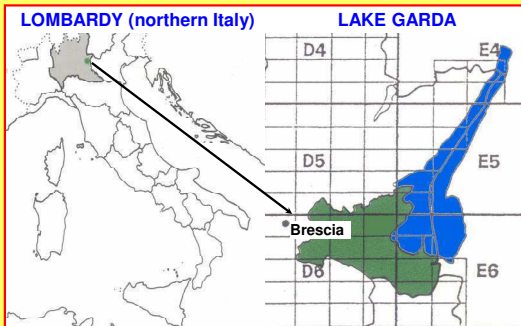 LOMBARDY (northern Italy)
LAKE GARDA
D4
E4
D5
E5
Brescia
D6
E6